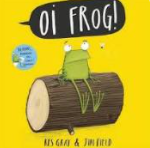 OI FROG!
KES GRAY & JIM FIELD